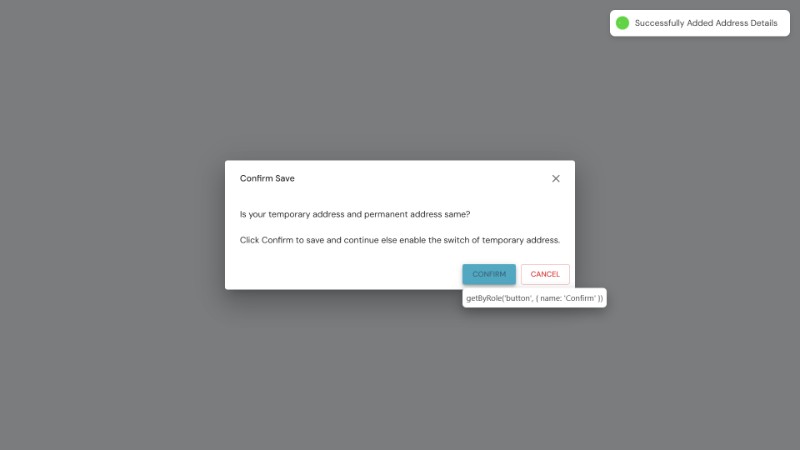 Successfully Added Address Details
Confirm Save
Is your temporary address and permanent address same?
Click Confirm to save and continue else enable the switch of temporary address.
CONFIRM
CANCEL
getByRole('button', { name: 'Confirm' })